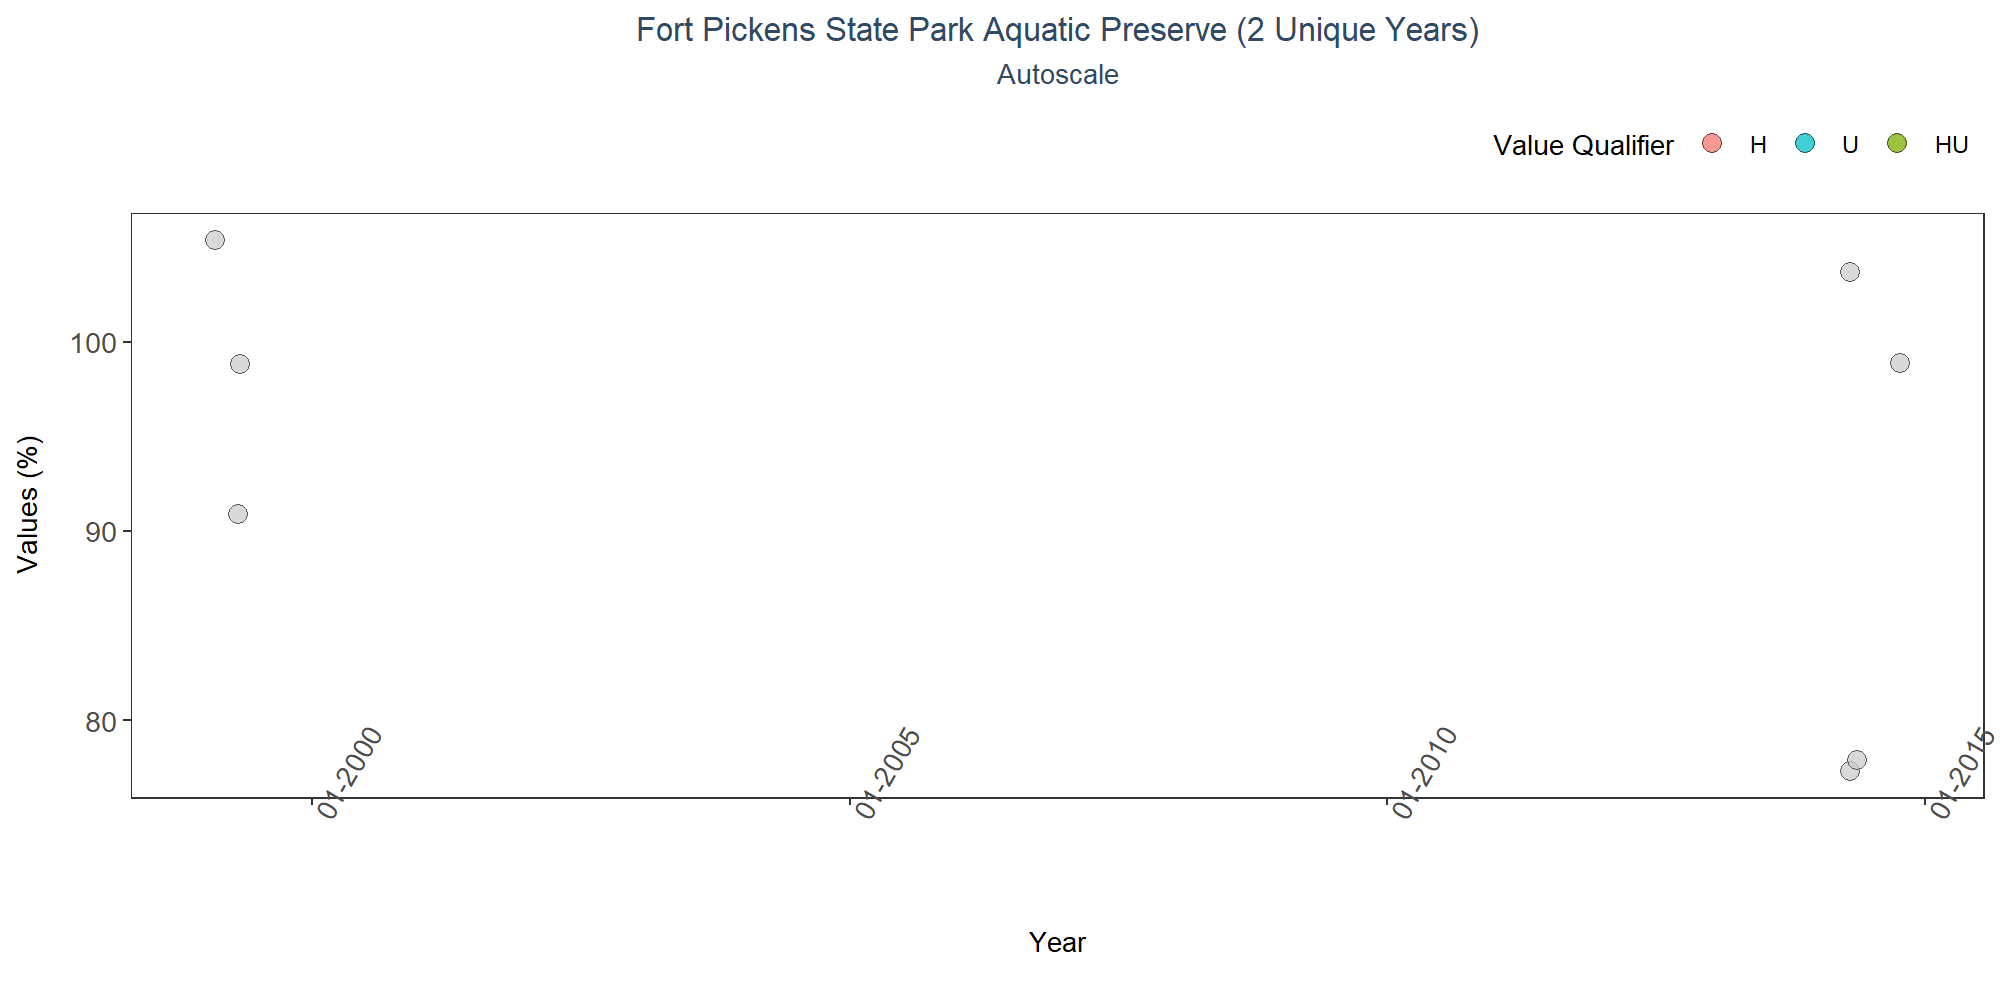 Fort Pickens State Park Aquatic Preserve (2 Unique Years)
Autoscale
Value Qualifier H U HU
Values (%)
100
90
80
01-2000 01-2005 01-2010 01-2015
Year